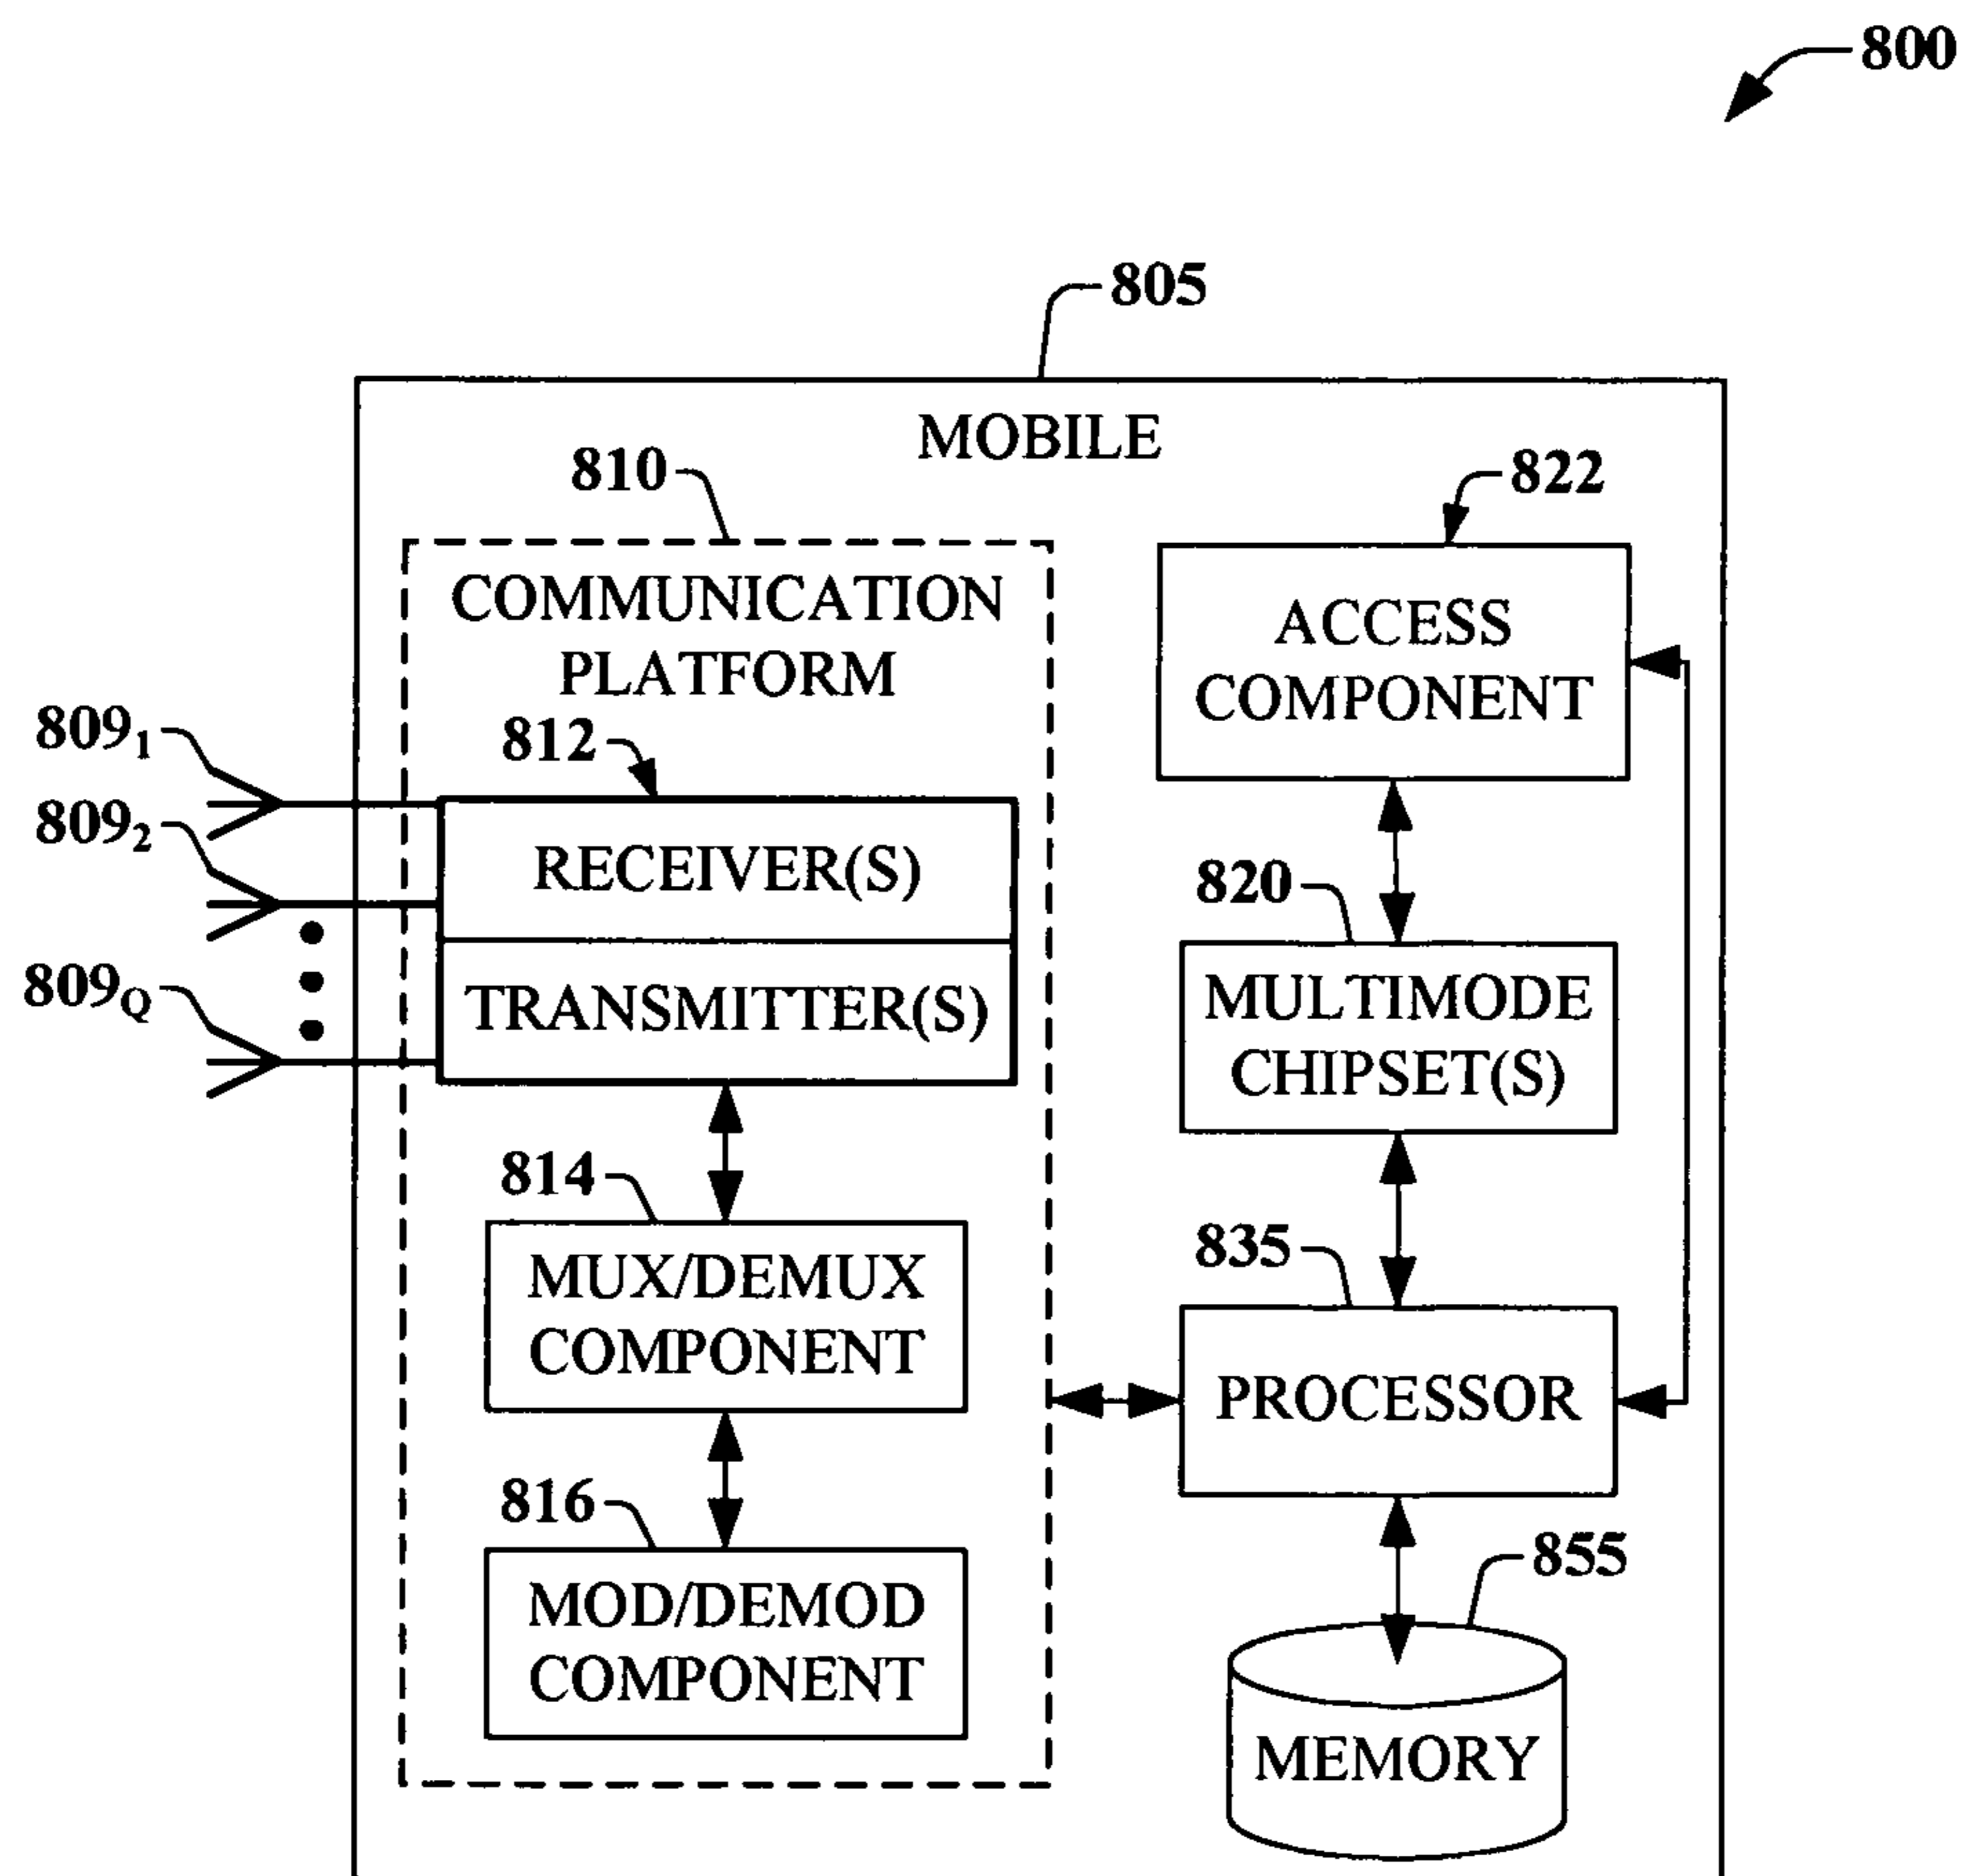 800
805
MOBILE
810
822
COMMUNICATION
PLATFORM
ACCESS
COMPONENT
809₁
812
809₂
RECEIVER(S)
820
809Q
TRANSMITTER(S)
MULTIMODE
CHIPSET(S)
814
835
MUX/DEMUX
COMPONENT
PROCESSOR
816
855
MOD/DEMOD
COMPONENT
MEMORY